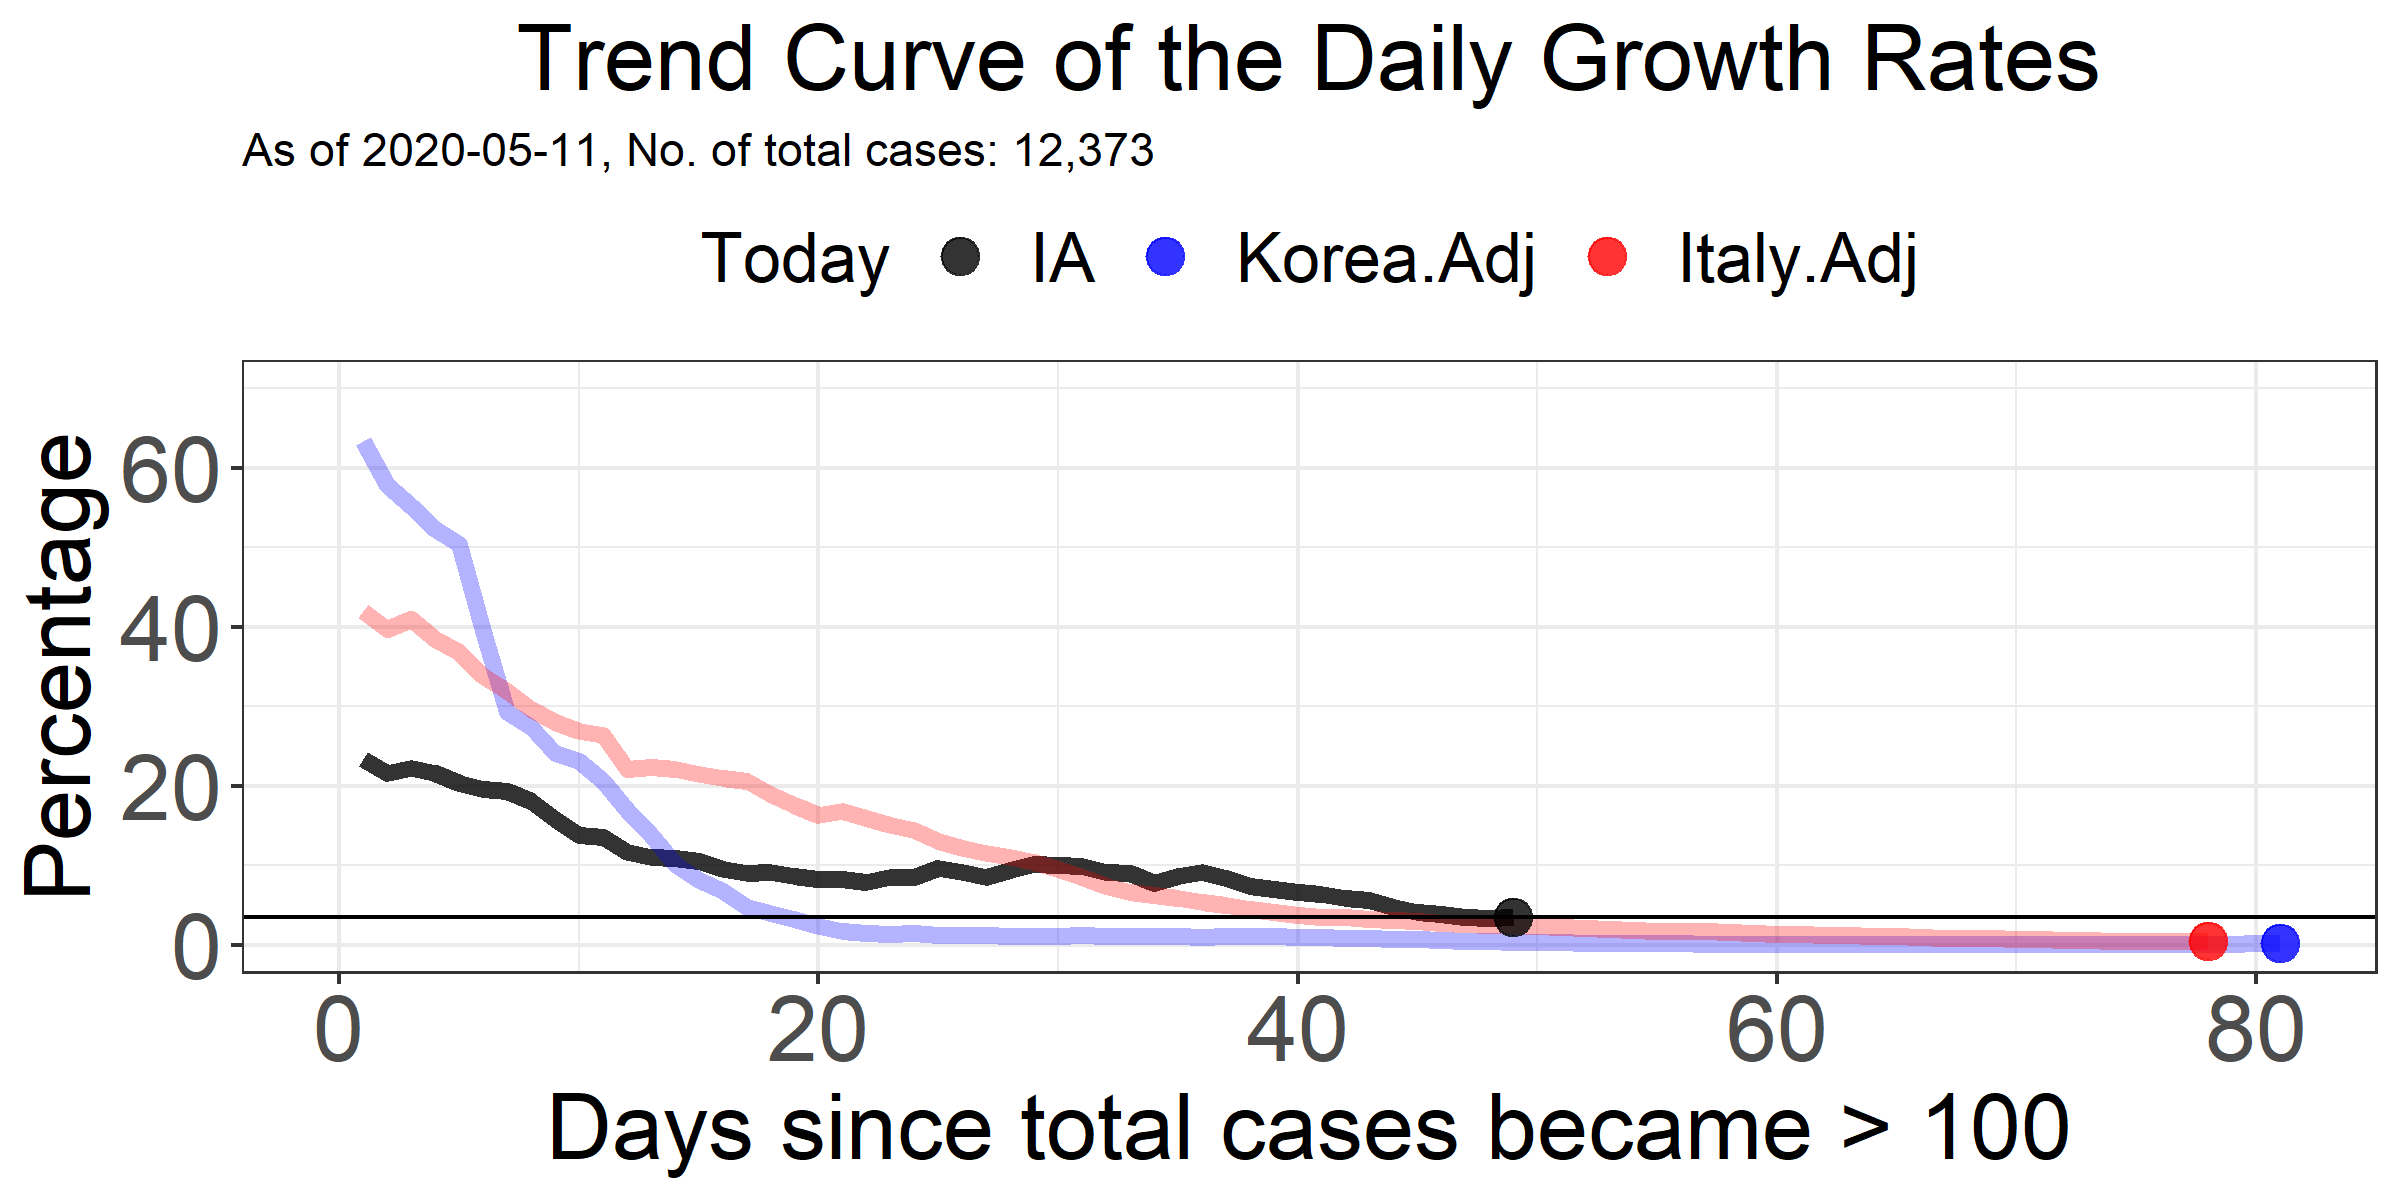 Trend Curve of the Daily Growth Rates
As of 2020-05-11, No. of total cases: 12,373
Today IA Korea.Adj Italy.Adj
Percentage
60
40
20
0
0 20 40 60 80
Days since total cases became > 100